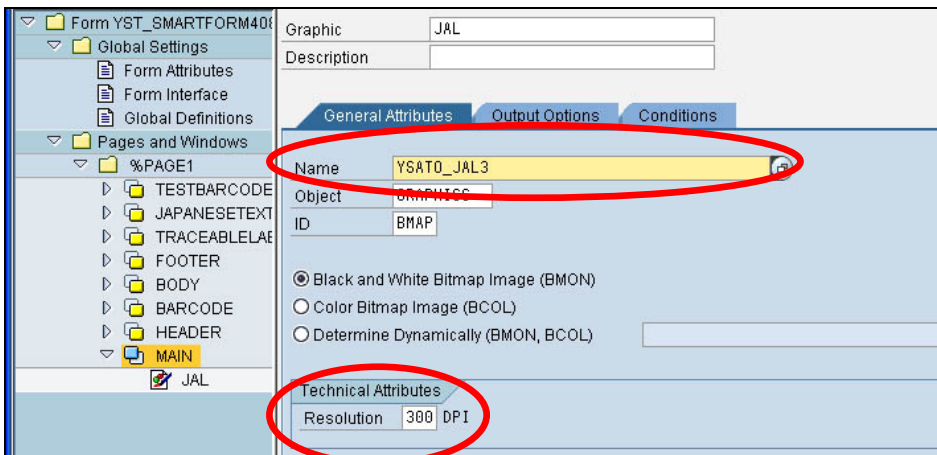 Form YST_SMARTFORM408
Global Settings
Form Attributes
Form Interface
Global Definitions
Pages and Windows
%PAGE1
TESTBARCODE
JAPANESETEXT
TRACEABLELAB
FOOTER
BODY
BARCODE
HEADER
MAIN
JAL
Graphic JAL
Description
General Attributes Output Options Conditions
Name YSATO_JAL3
Object GRAPHICS
ID BMAP
Black and White Bitmap Image (BMON)
Color Bitmap Image (BCOL)
Determine Dynamically (BMON, BCOL)
Technical Attributes
Resolution 300 DPI